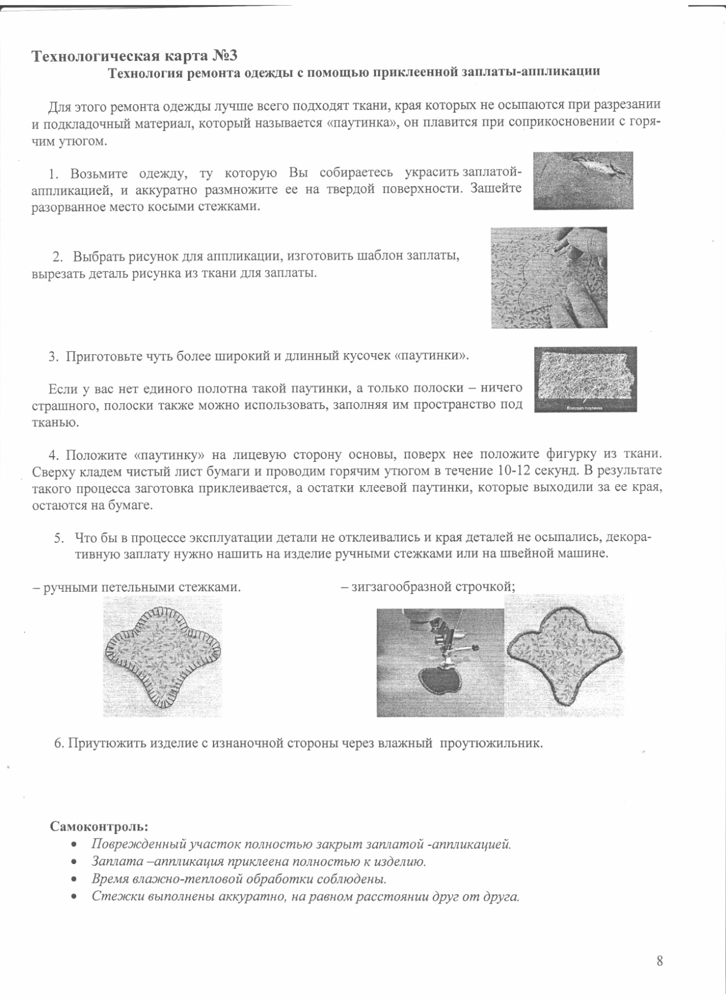 Технологическая карта №3
Технология ремонта одежды с помощью приклеенной заплаты-аппликации
Для этого ремонта одежды лучше всего подходят ткани, края которых не осыпаются при разрезании
и подкладочный материал, который называется «паутинка», он плавится при соприкосновении с горя-
чим утюгом.
1. Возьмите одежду, ту которую Вы собираетесь украсить заплатой-
аппликацией, и аккуратно размножите ее на твердой поверхности. Зашейте
разорванное место косыми стежками.
2. Выбрать рисунок для аппликации, изготовить шаблон заплаты,
вырезать деталь рисунка из ткани для заплаты.
3. Приготовьте чуть более широкий и длинный кусочек «паутинки».
Если у вас нет единого полотна такой паутинки, а только полоски – ничего
страшного, полоски также можно использовать, заполняя им пространство под
тканью.
Клеевая паутинка
4. Положите «паутинку» на лицевую сторону основы, поверх нее положите фигурку из ткани.
Сверху кладем чистый лист бумаги и проводим горячим утюгом в течение 10-12 секунд. В результате
такого процесса заготовка приклеивается, а остатки клеевой паутинки, которые выходили за ее края,
остаются на бумаге.
5. Что бы в процессе эксплуатации детали не отклеивались и края деталей не осыпались, декора-
тивную заплату нужно нашить на изделие ручными стежками или на швейной машине.
– ручными петельными стежками.
– зигзагообразной строчкой;
6. Приутюжить изделие с изнаночной стороны через влажный проутюжильник.
Самоконтроль:
• Поврежденный участок полностью закрыт заплатой -аппликацией.
• Заплата –аппликация приклеена полностью к изделию.
• Время влажно-тепловой обработки соблюдены.
• Стежки выполнены аккуратно, на равном расстоянии друг от друга.
8